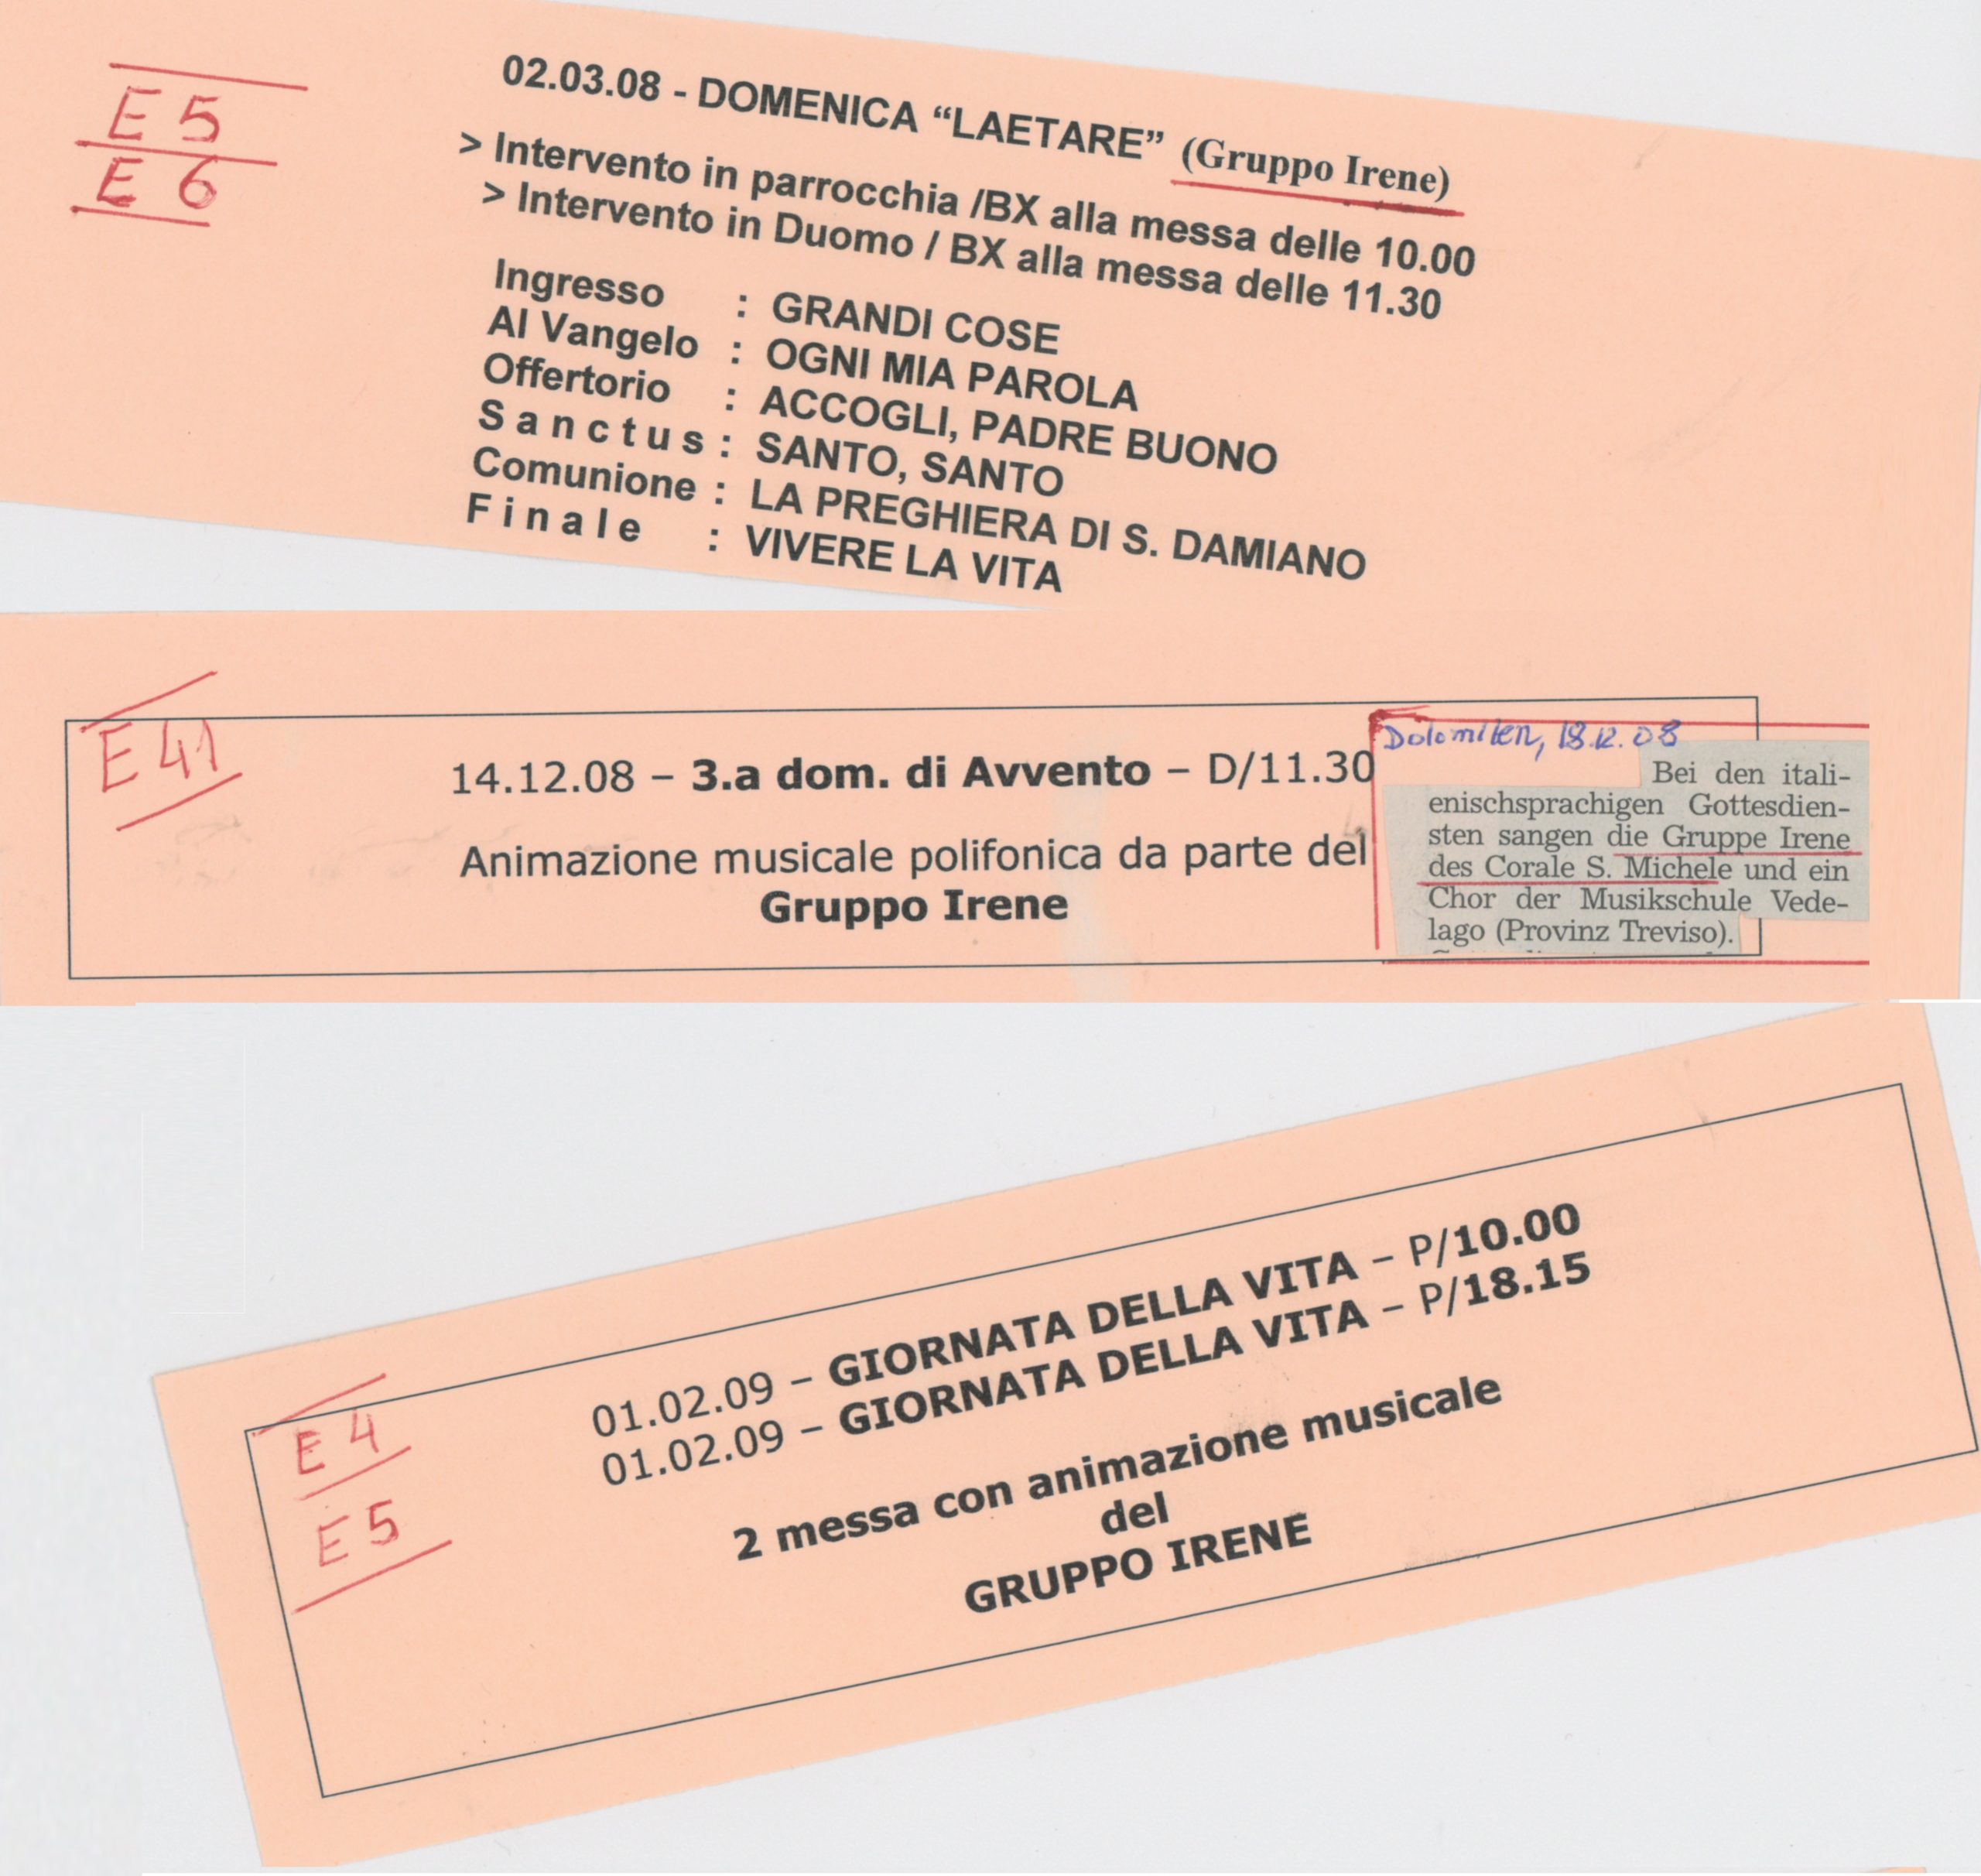 E 5
E 6
02.03.08 - DOMENICA “LAETARE” (Gruppo Irene)
> Intervento in parrocchia /BX alla messa delle 10.00
> Intervento in Duomo / BX alla messa delle 11.30
Ingresso : GRANDI COSE
Al Vangelo : OGNI MIA PAROLA
Offertorio : ACCOGLI, PADRE BUONO
Sanctus : SANTO, SANTO
Comunione : LA PREGHIERA DI S. DAMIANO
Finale : VIVERE LA VITA
E 41
14.12.08 – 3.a dom. di Avvento – D/11.30
Animazione musicale polifonica da parte del
Gruppo Irene
Dolomiten, 18.12.08
Bei den itali-
enischsprachigen Gottesdien-
sten sangen die Gruppe Irene
des Corale S. Michele und ein
Chor der Musikschule Vede-
lago (Provinz Treviso).
E 4
E 5
01.02.09 – GIORNATA DELLA VITA – P/10.00
01.02.09 – GIORNATA DELLA VITA – P/18.15
2 messa con animazione musicale
del
GRUPPO IRENE